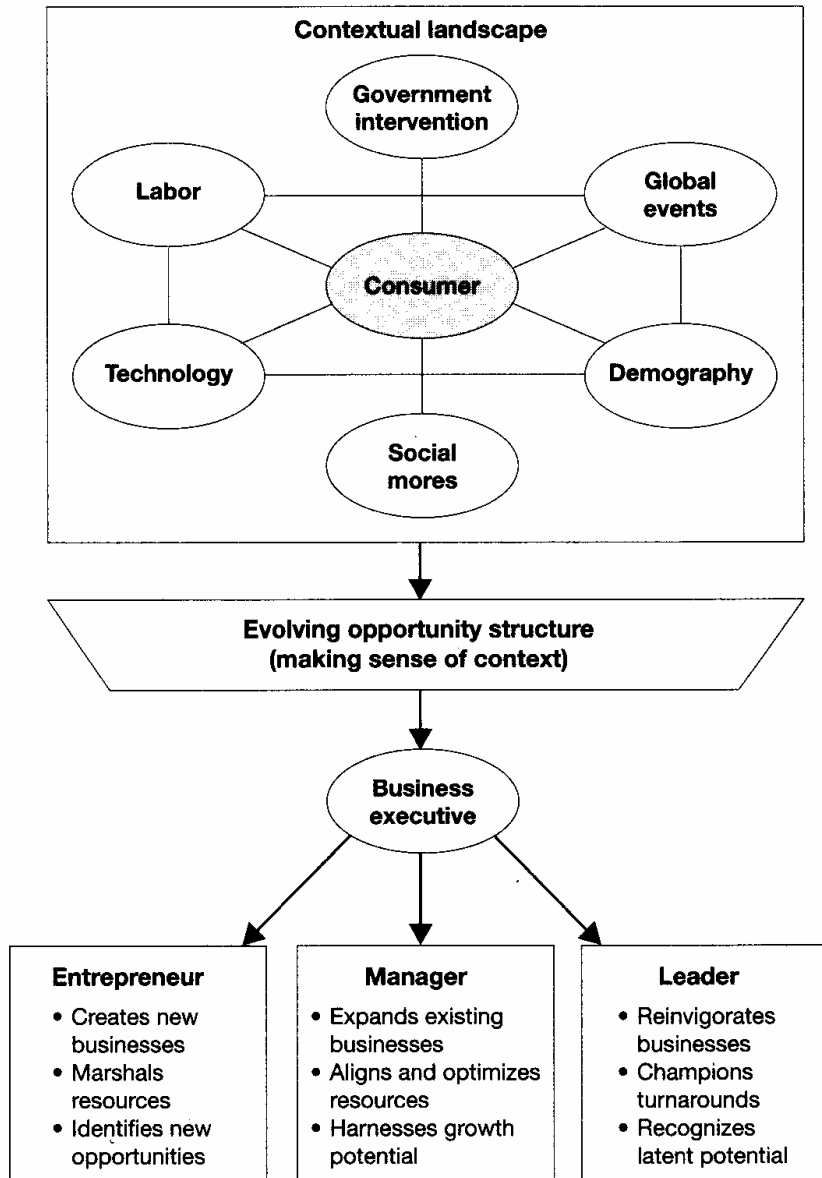 Contextual landscape
Government
intervention
Labor
Global
events
Consumer
Technology
Demography
Social
mores
Evolving opportunity structure
(making sense of context)
Business
executive
Entrepreneur
• Creates new
businesses
• Marshals
resources
• Identifies new
opportunities
Manager
• Expands existing
businesses
• Aligns and optimizes
resources
• Harnesses growth
potential
Leader
• Reinvigorates
businesses
• Champions
turnarounds
• Recognizes
latent potential